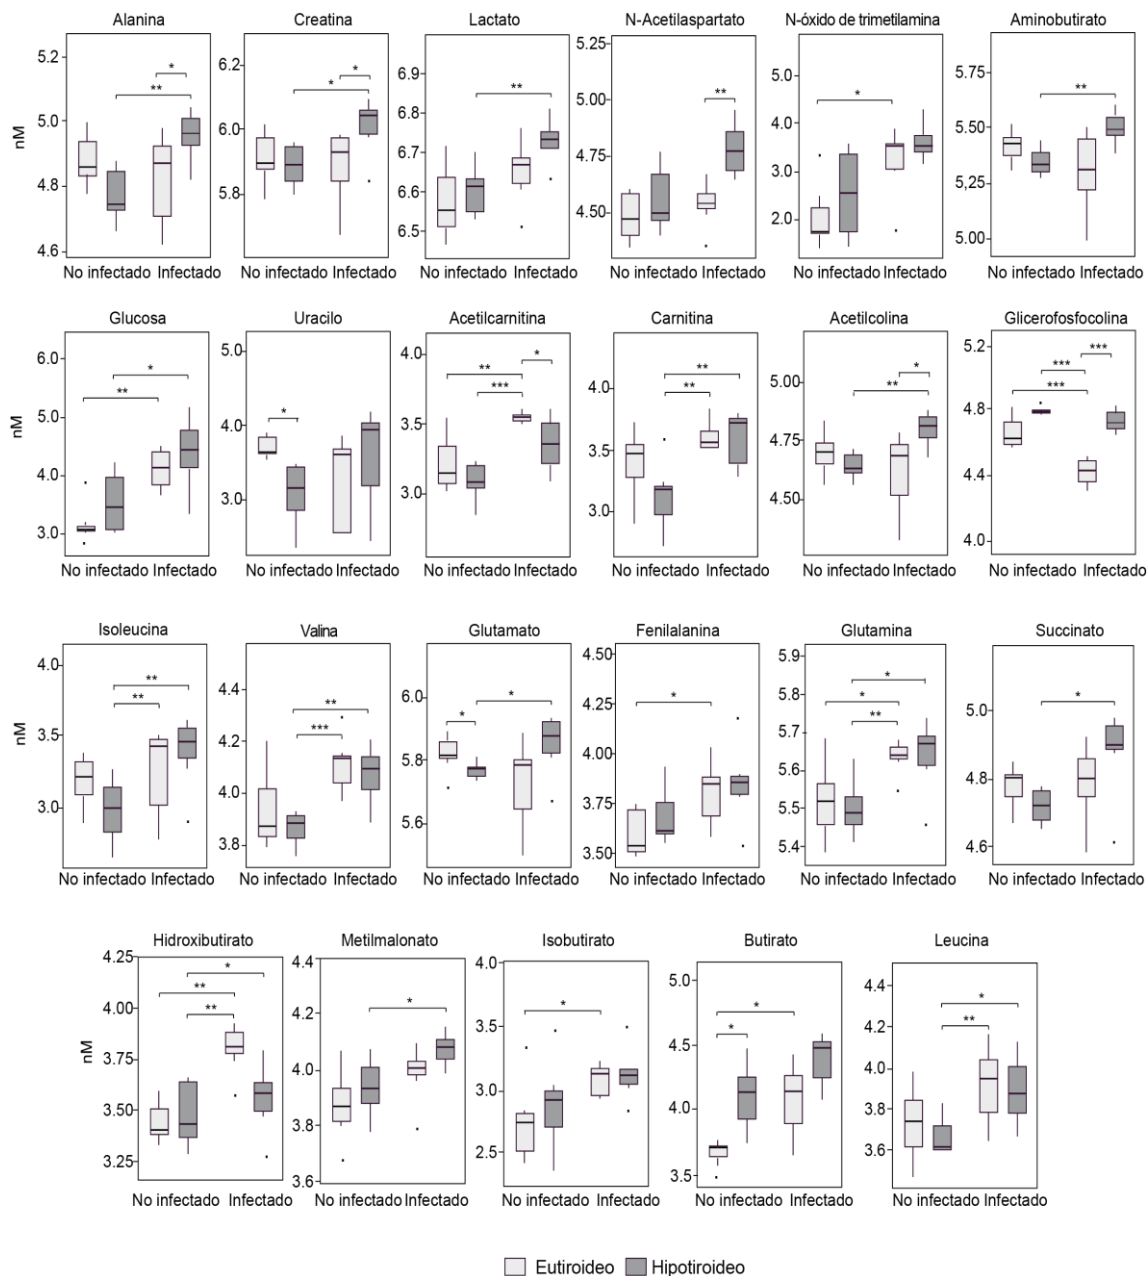 Alanina
Creatina
Lactato
N-Acetilaspartato
N-óxido de trimetilamina
Aminobutirato
nM
5.2
5.0
4.8
4.6
* **
6.2
6.0
5.8
* *
6.9
6.8
6.7
6.6
6.5
**
5.25
5.00
4.75
4.50
**
5.0
4.0
3.0
2.0
*
5.75
5.50
5.25
5.00
**
No infectado Infectado
No infectado Infectado
No infectado Infectado
No infectado Infectado
No infectado Infectado
No infectado Infectado
Glucosa
Uracilo
Acetilcarnitina
Carnitina
Acetilcolina
Glicerofosfocolina
nM
6.0
5.0
4.0
3.0
* **
5.0
4.0
3.0
*
4.0
3.5
3.0
** * ***
4.0
3.5
3.0
** **
5.00
4.75
4.50
* **
5.2
4.8
4.4
4.0
*** *** ***
No infectado Infectado
No infectado Infectado
No infectado Infectado
No infectado Infectado
No infectado Infectado
No infectado Infectado
Isoleucina
Valina
Glutamato
Fenilalanina
Glutamina
Succinato
nM
4.0
3.5
3.0
** **
4.4
4.2
4.0
3.8
** ***
6.0
5.8
5.6
* *
4.50
4.25
4.00
3.75
3.50
*
5.9
5.8
5.7
5.6
5.5
5.4
* * **
5.0
4.8
4.6
*
No infectado Infectado
No infectado Infectado
No infectado Infectado
No infectado Infectado
No infectado Infectado
No infectado Infectado
Hidroxibutirato
Metilmalonato
Isobutirato
Butirato
Leucina
nM
4.25
4.00
3.75
3.50
3.25
* ** **
4.4
4.2
4.0
3.8
3.6
*
4.0
3.5
3.0
2.5
*
5.0
4.5
4.0
3.5
* *
4.4
4.2
4.0
3.8
3.6
* **
No infectado Infectado
No infectado Infectado
No infectado Infectado
No infectado Infectado
No infectado Infectado
Eutiroideo Hipotiroideo